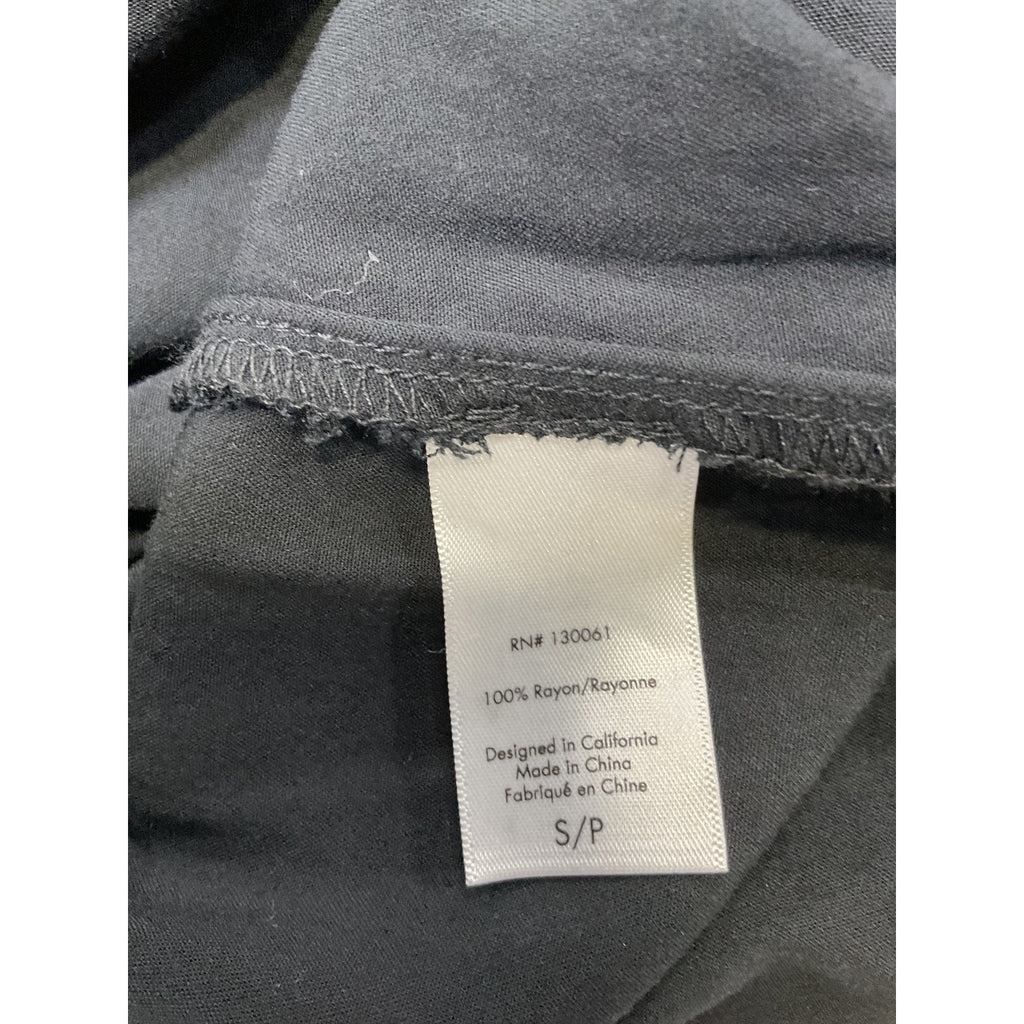 RN# 130061
100% Rayon/Rayonne
Designed in California
Made in China
Fabriqué en Chine
S/P